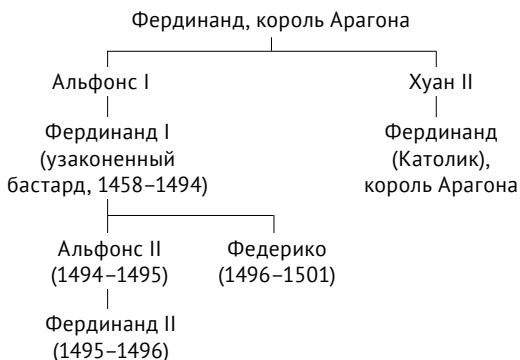 Фердинанд, король Арагона
Альфонс I
Хуан II
Фердинанд I
(узаконенный
бастард, 1458–1494)
Фердинанд
(Католик),
король Арагона
Альфонс II
(1494–1495)
Федерико
(1496–1501)
Фердинанд II
(1495–1496)